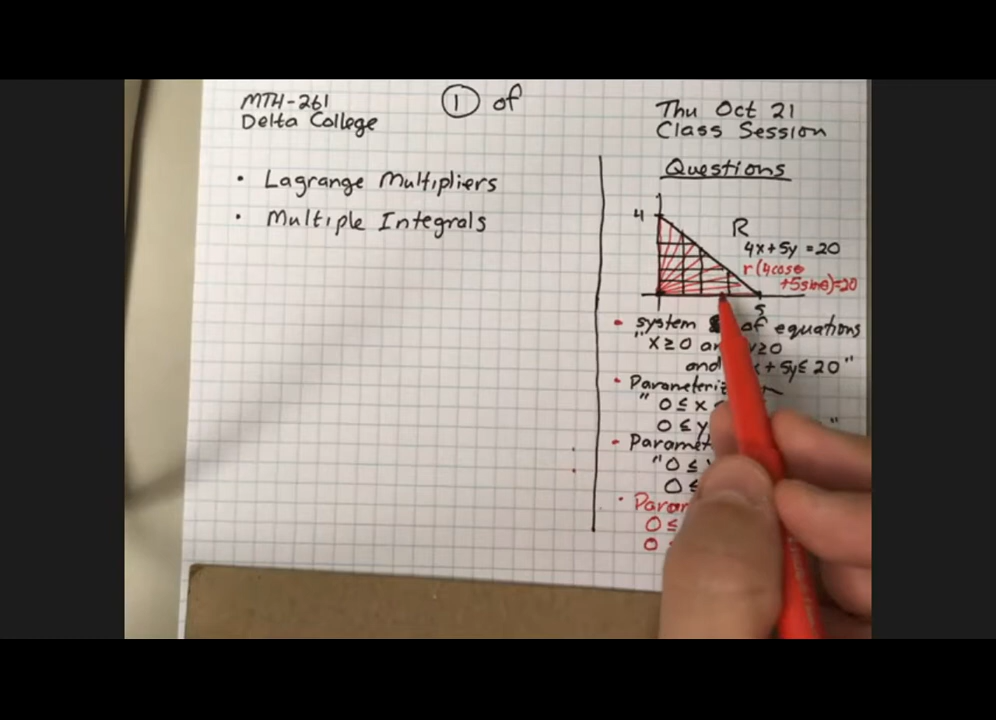 MTH-261
Delta College
1 of
Thu Oct 21
Class Session
• Lagrange Multipliers
• Multiple Integrals
Questions
4
R
4x+5y =20
r(4cosθ
+5sinθ)=20
5
• system of equations
"x≥0 an y≥0
and x+5y≤20"
• Parameteriz
"0≤x
0≤y "
• Paramet
"0≤
0≤
• Param
0≤
0